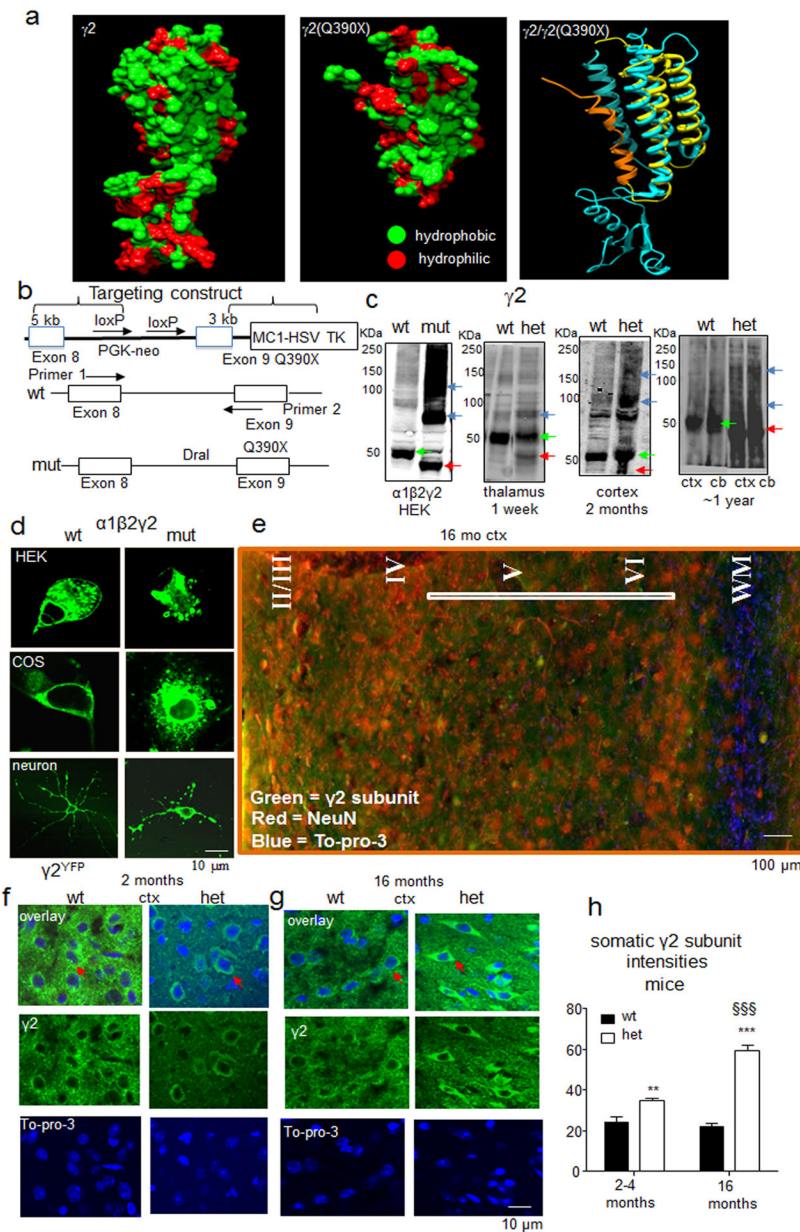 a
γ2
γ2(Q390X)
γ2/γ2(Q390X)
hydrophobic
hydrophilic
b
Targeting construct
5 kb
loxP
loxP
3 kb
MC1-HSV TK
Exon 8
PGK-neo
Exon 9 Q390X
Primer 1
wt
Exon 8
Exon 9
Primer 2
Q390X
mut
DraI
Exon 8
Exon 9
c
γ2
KDa wt mut
250
150
100
50
α1β2γ2
HEK
KDa wt het
250
150
100
50
thalamus
1 week
KDa wt het
250
150
100
50
cortex
2 months
KDa wt het
250
150
100
50
ctx cb ctx cb
~1 year
d
α1β2γ2
wt mut
HEK
COS
neuron
γ2YFP
10 µm
e
16 mo ctx
II/III
IV
V
VI
WM
Green = γ2 subunit
Red = NeuN
Blue = To-pro-3
100 µm
f
2 months
wt ctx het
overlay
γ2
To-pro-3
g
16 months
wt ctx het
overlay
γ2
To-pro-3
10 µm
h
somatic γ2 subunit
intensities
mice
80
60
40
20
0
wt
het
**
§§§
***
2-4
months
16
months